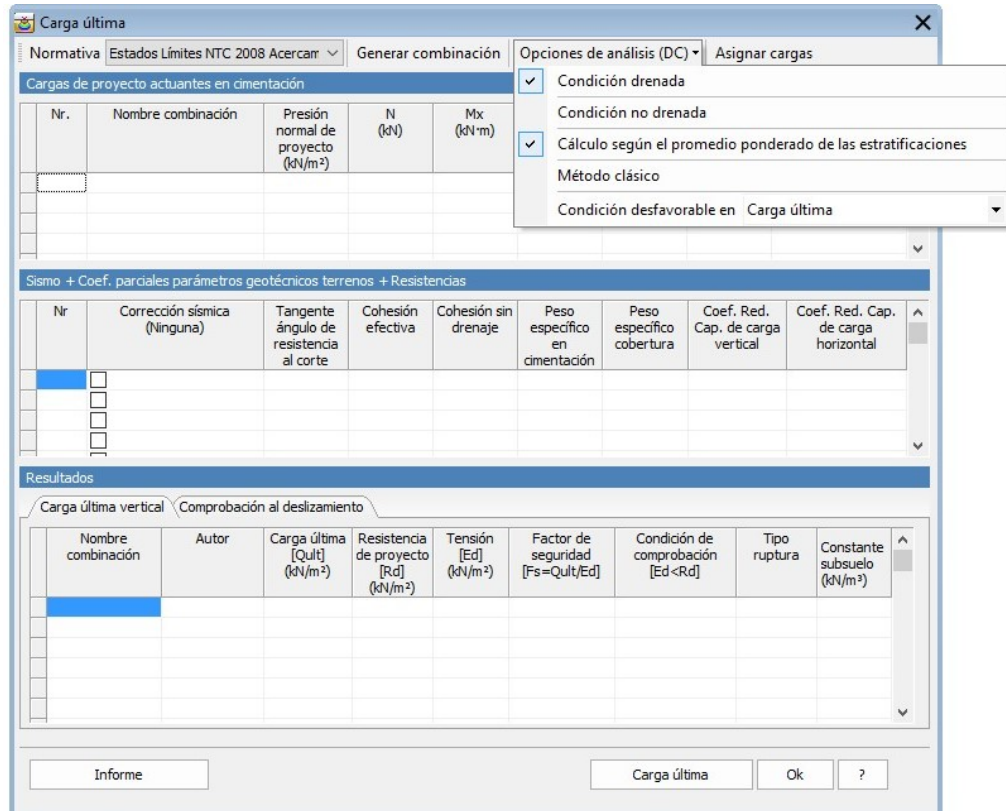 Carga última
Normativa Estados Límites NTC 2008 Acercam Generar combinación Opciones de análisis (DC) Asignar cargas
Condición drenada
Condición no drenada
Cálculo según el promedio ponderado de las estratificaciones
Método clásico
Condición desfavorable en Carga última
Cargas de proyecto actuantes en cimentación
Nr.
Nombre combinación
Presión
normal de
proyecto
(kN/m²)
N
(kN)
Mx
(kN·m)
Sismo + Coef. parciales parámetros geotécnicos terrenos + Resistencias
Nr
Corrección sísmica
(Ninguna)
Tangente
ángulo de
resistencia
al corte
Cohesión
efectiva
Cohesión sin
drenaje
Peso
específico
en
cimentación
Peso
específico
cobertura
Coef. Red.
Cap. de carga
vertical
Coef. Red. Cap.
de carga
horizontal
Resultados
Carga última vertical Comprobación al deslizamiento
Nombre
combinación
Autor
Carga última
[Qult]
(kN/m²)
Resistencia
de proyecto
[Rd]
(kN/m²)
Tensión
[Ed]
(kN/m²)
Factor de
seguridad
[Fs=Qult/Ed]
Condición de
comprobación
[Ed<Rd]
Tipo
ruptura
Constante
subsuelo
(kN/m³)
Informe Carga última Ok ?